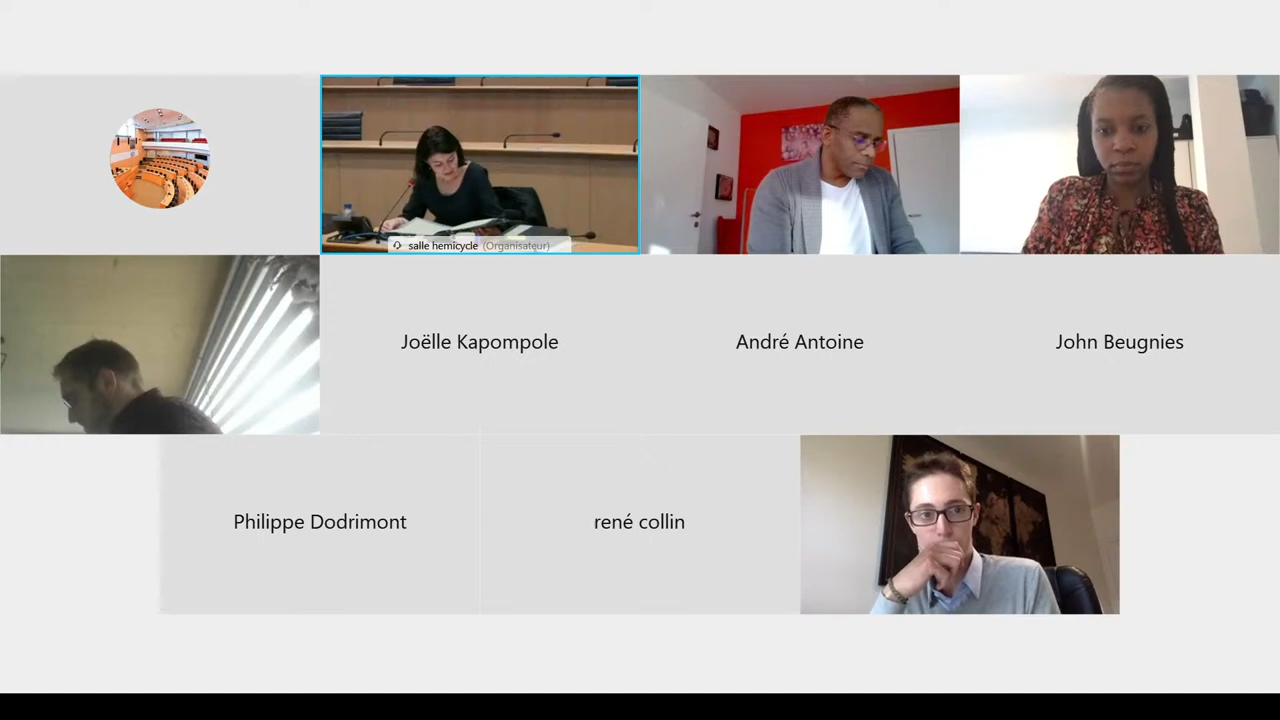 salle hemicycle (Organisateur)
Joëlle Kapompole
André Antoine
John Beugnies
Philippe Dodrimont
rené collin